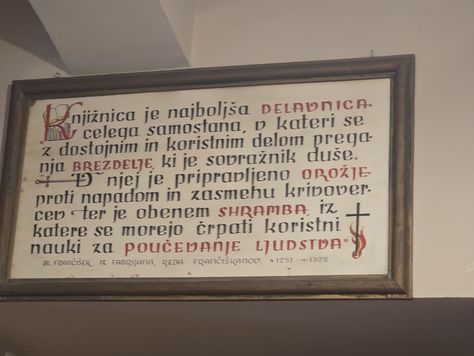 Knjižnica je najboljša DELAVNICA
celega samostana, v kateri se
z dostojnim in koristnim delom prega-
nja BREZDELJE, ki je sovražnik duše.
V njej je pripravljeno OROŽJE
proti napadom in zasmehu krivover-
cev ter je obenem SHRAMBA, iz
katere se morejo črpati koristni
nauki za POUČEVANJE LJUDSTVA"
BL. FRANČIŠEK, IZ FABRIJANA, REDA FRANČIŠKANOV, *1251 +1322